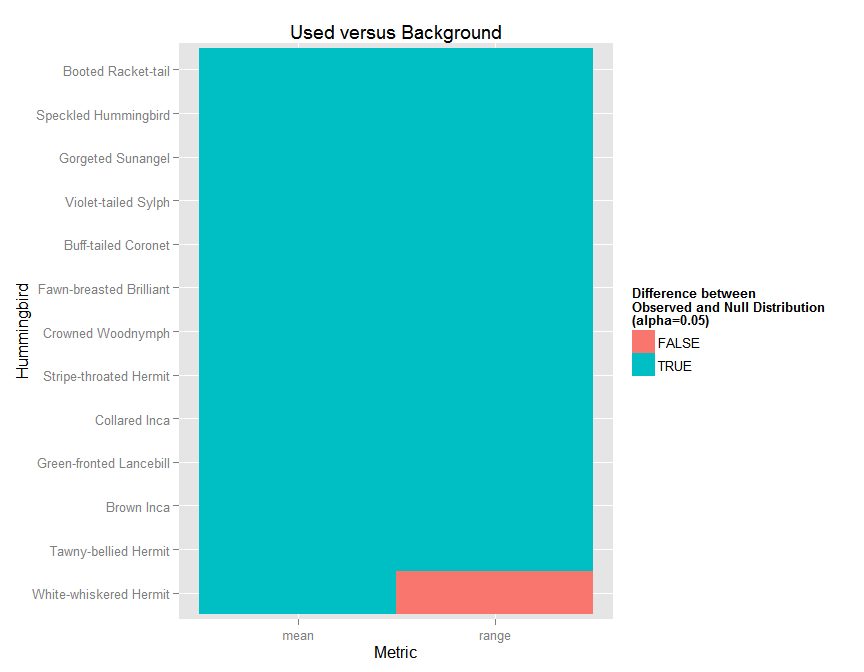 Used versus Background
Hummingbird
Booted Racket-tail
Speckled Hummingbird
Gorgeted Sunangel
Violet-tailed Sylph
Buff-tailed Coronet
Fawn-breasted Brilliant
Crowned Woodnymph
Stripe-throated Hermit
Collared Inca
Green-fronted Lancebill
Brown Inca
Tawny-bellied Hermit
White-whiskered Hermit
mean
range
Metric
Difference between
Observed and Null Distribution
(alpha=0.05)
FALSE
TRUE